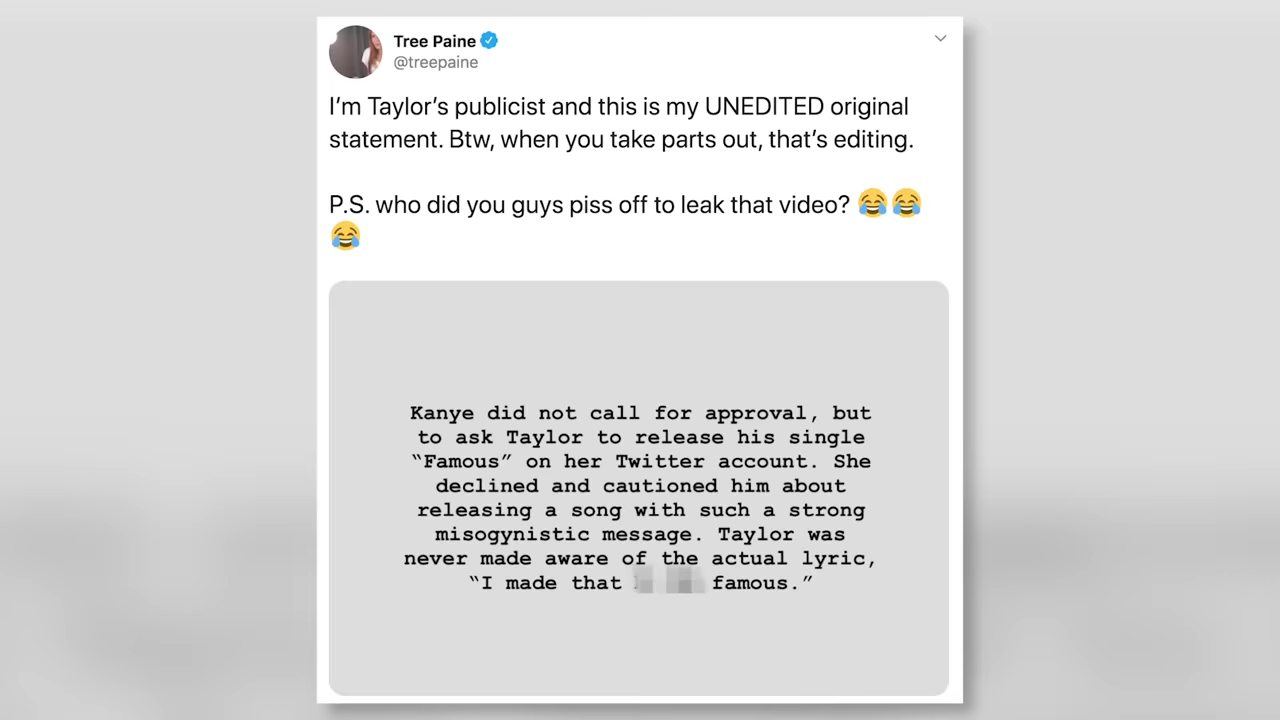 Tree Paine
@treepaine
I’m Taylor’s publicist and this is my UNEDITED original
statement. Btw, when you take parts out, that’s editing.
P.S. who did you guys piss off to leak that video? 😂😂
😂
Kanye did not call for approval, but
to ask Taylor to release his single
“Famous” on her Twitter account. She
declined and cautioned him about
releasing a song with such a strong
misogynistic message. Taylor was
never made aware of the actual lyric,
“I made that famous.”